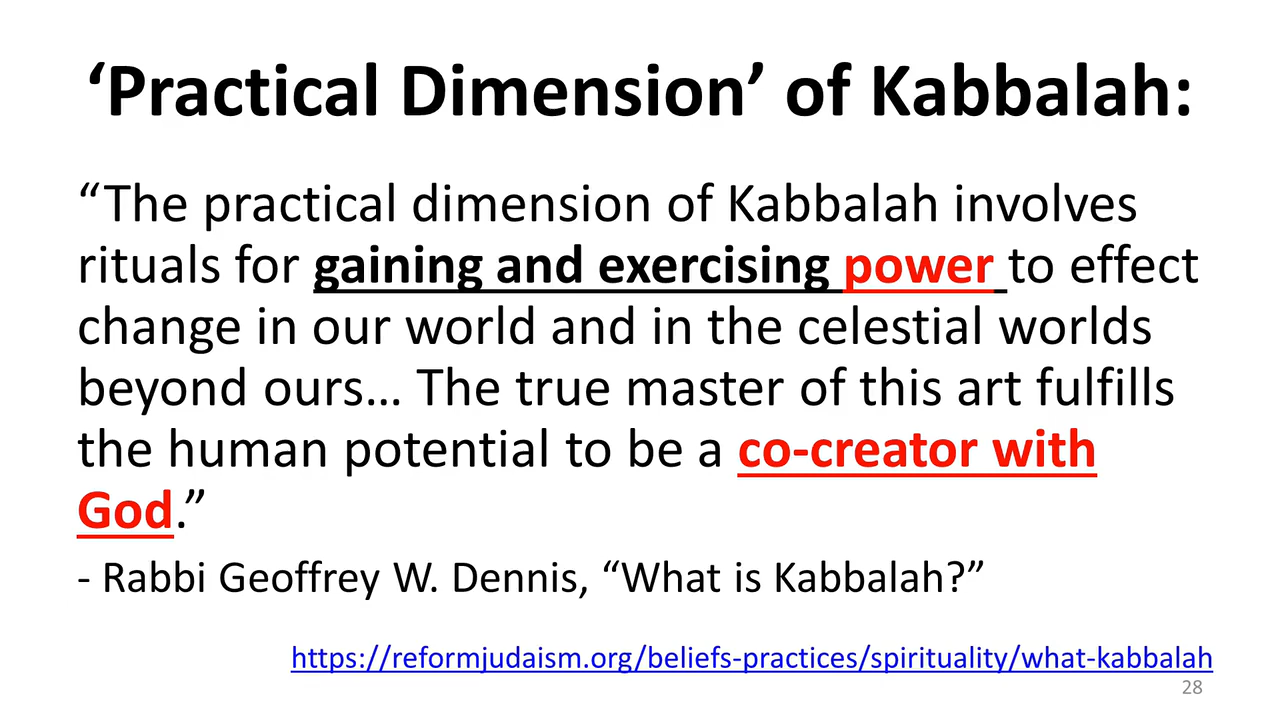 ‘Practical Dimension’ of Kabbalah:
“The practical dimension of Kabbalah involves
rituals for gaining and exercising power to effect
change in our world and in the celestial worlds
beyond ours… The true master of this art fulfills
the human potential to be a co-creator with
God.”
- Rabbi Geoffrey W. Dennis, “What is Kabbalah?”
https://reformjudaism.org/beliefs-practices/spirituality/what-kabbalah
28